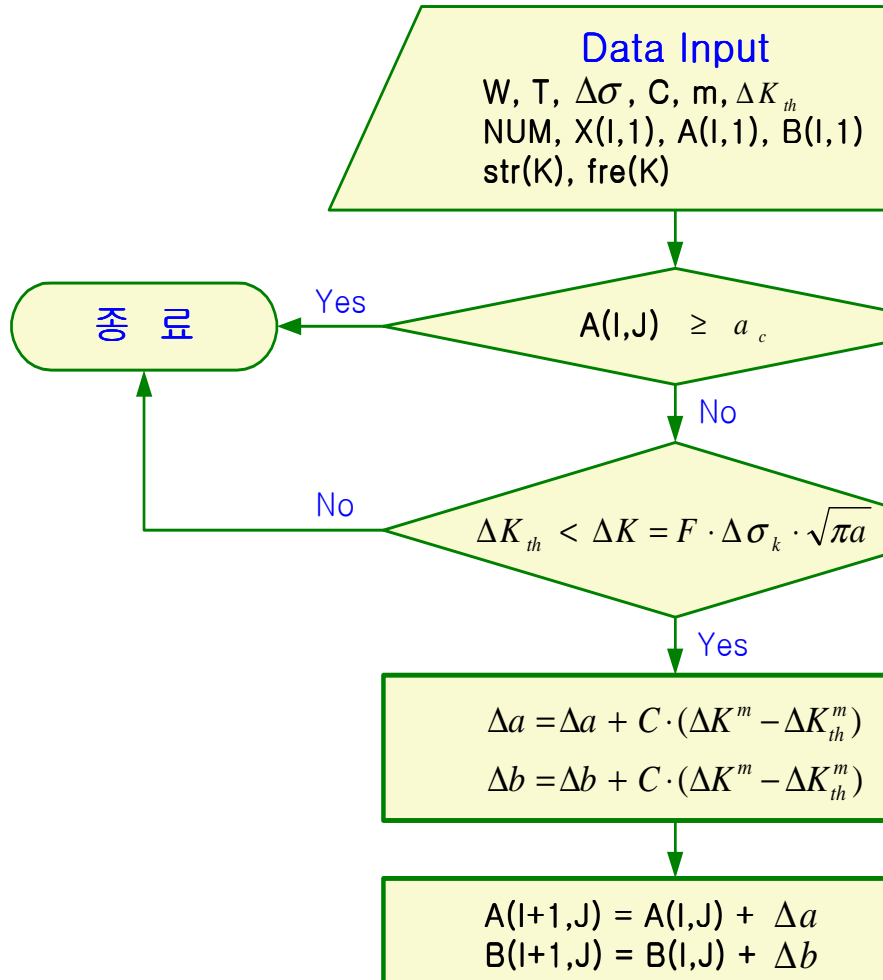 Data Input
W, T, Δσ, C, m, ΔK_th
NUM, X(I,1), A(I,1), B(I,1)
str(K), fre(K)
종 료
Yes
A(I,J) ≥ a_c
No
No
ΔK_th < ΔK = F · Δσ_k · √πa
Yes
Δa = Δa + C · (ΔK^m − ΔK_th^m)
Δb = Δb + C · (ΔK^m − ΔK_th^m)
A(I+1,J) = A(I,J) + Δa
B(I+1,J) = B(I,J) + Δb